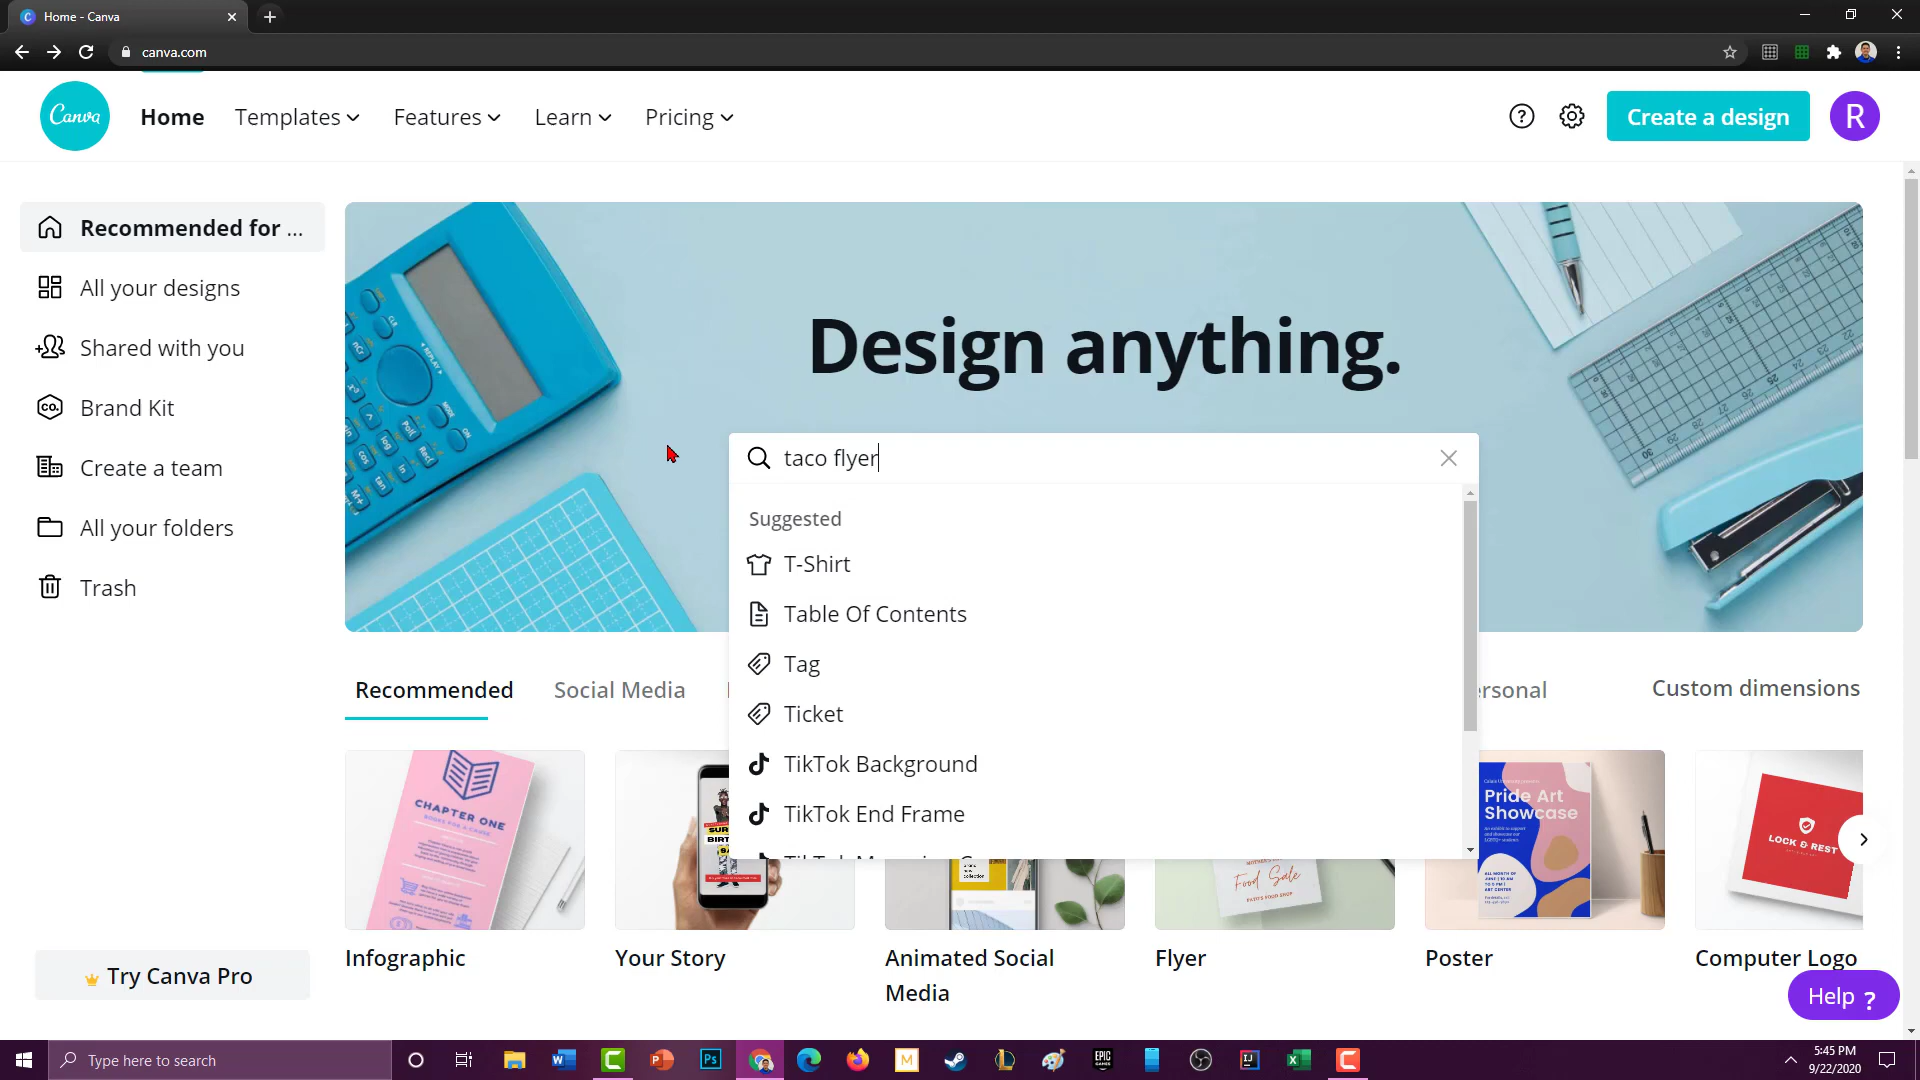 Home - Canva
canva.com
Canva
Home
Templates
Features
Learn
Pricing
Create a design
R
Recommended for ...
All your designs
Shared with you
CO.
Brand Kit
Create a team
All your folders
Trash
Design anything.
taco flyer
Suggested
T-Shirt
Table Of Contents
Tag
Ticket
TikTok Background
TikTok End Frame
Recommended
Social Media
ersonal
Custom dimensions
CHAPTER ONE
Food Sale
Pride Art
Showcase
LOCK & REST
Infographic
Your Story
Animated Social
Media
Flyer
Poster
Computer Logo
Try Canva Pro
Help ?
Type here to search
5:45 PM
9/22/2020